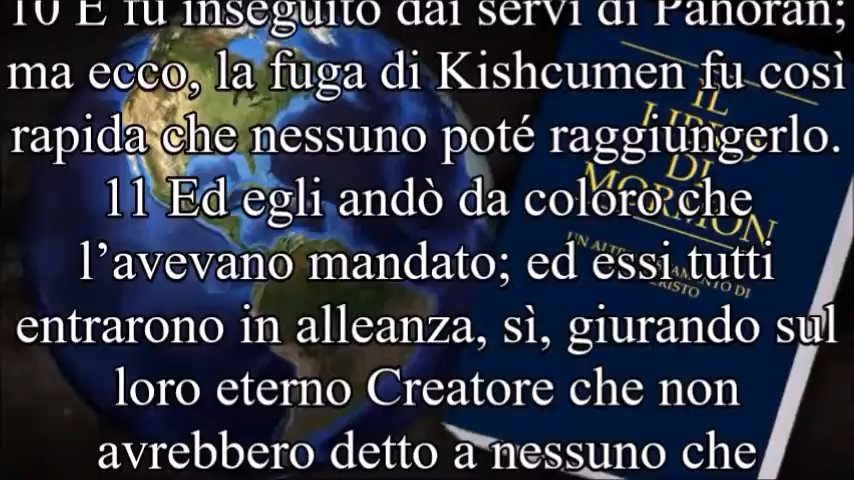 10 E fu inseguito dai servi di Pahoran;
ma ecco, la fuga di Kishcumen fu così
rapida che nessuno poté raggiungerlo.
11 Ed egli andò da coloro che
l’avevano mandato; ed essi tutti
entrarono in alleanza, sì, giurando sul
loro eterno Creatore che non
avrebbero detto a nessuno che
IL
LIBRO
DI
MORMON
UN ALTRO
DI
CRISTO